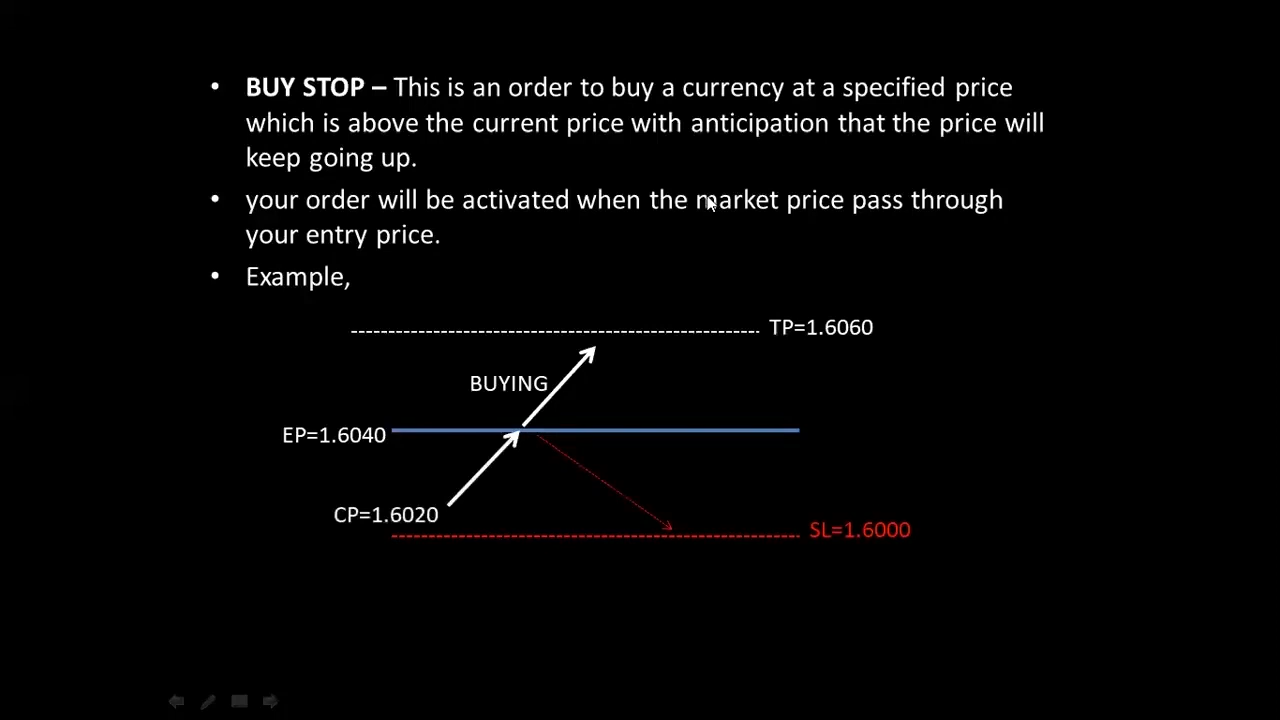 • BUY STOP – This is an order to buy a currency at a specified price
which is above the current price with anticipation that the price will
keep going up.
• your order will be activated when the market price pass through
your entry price.
• Example,
TP=1.6060
BUYING
EP=1.6040
CP=1.6020
SL=1.6000